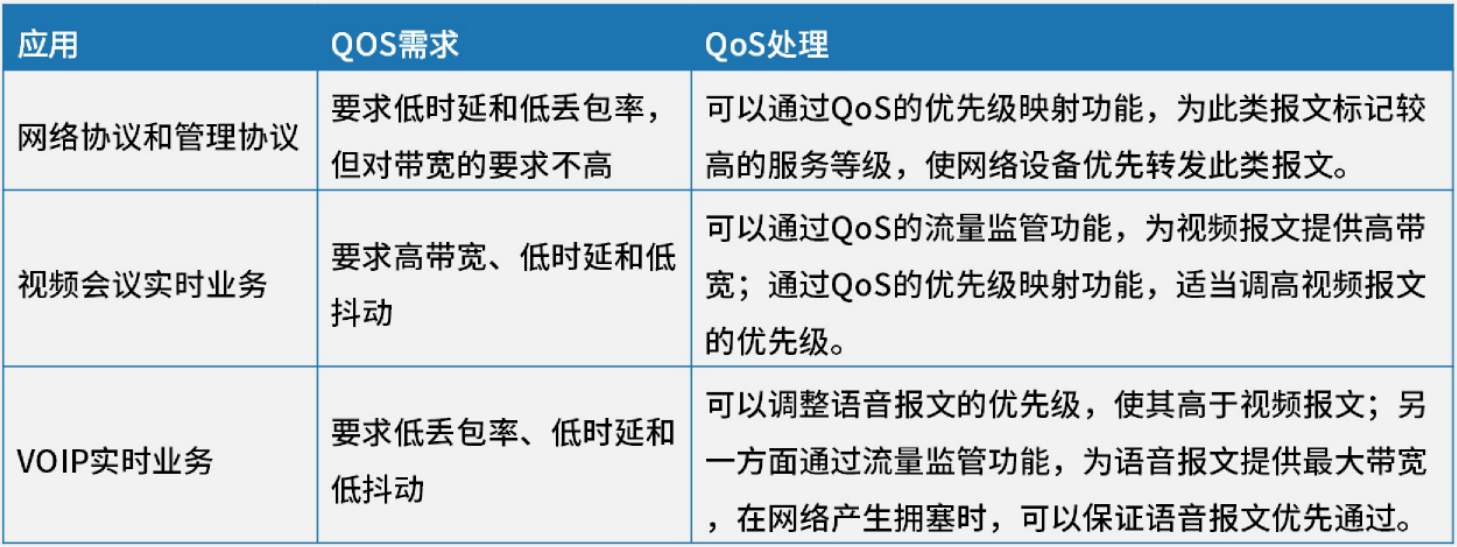 应用
QOS需求
QoS处理
网络协议和管理协议
要求低时延和低丢包率，
但对带宽的要求不高
可以通过QoS的优先级映射功能，为此类报文标记较
高的服务等级，使网络设备优先转发此类报文。
视频会议实时业务
要求高带宽、低时延和低
抖动
可以通过QoS的流量监管功能，为视频报文提供高带
宽；通过QoS的优先级映射功能，适当调高视频报文
的优先级。
VOIP实时业务
要求低丢包率、低时延和
低抖动
可以调整语音报文的优先级，使其高于视频报文；另
一方面通过流量监管功能，为语音报文提供最大带宽
，在网络产生拥塞时，可以保证语音报文优先通过。